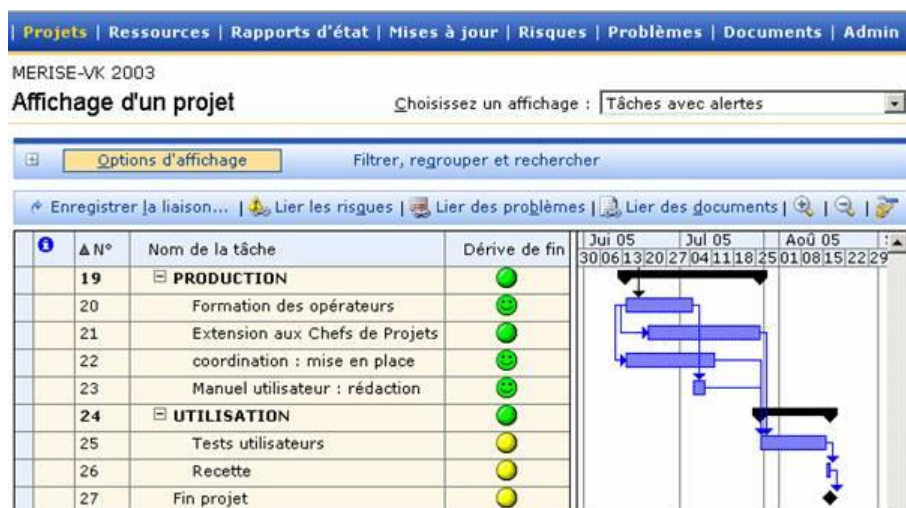 | Projets | Ressources | Rapports d'état | Mises à jour | Risques | Problèmes | Documents | Admin
MERISE-VK 2003
Affichage d'un projet
Choisissez un affichage : Tâches avec alertes
Options d'affichage Filtrer, regrouper et rechercher
Enregistrer la liaison... | Lier les risques | Lier des problèmes | Lier des documents | | |
N° Nom de la tâche Dérive de fin
Jui 05 Jul 05 Aoû 05
30 06 13 20 27 04 11 18 25 01 08 15 22 29
19 PRODUCTION
20 Formation des opérateurs
21 Extension aux Chefs de Projets
22 coordination : mise en place
23 Manuel utilisateur : rédaction
24 UTILISATION
25 Tests utilisateurs
26 Recette
27 Fin projet